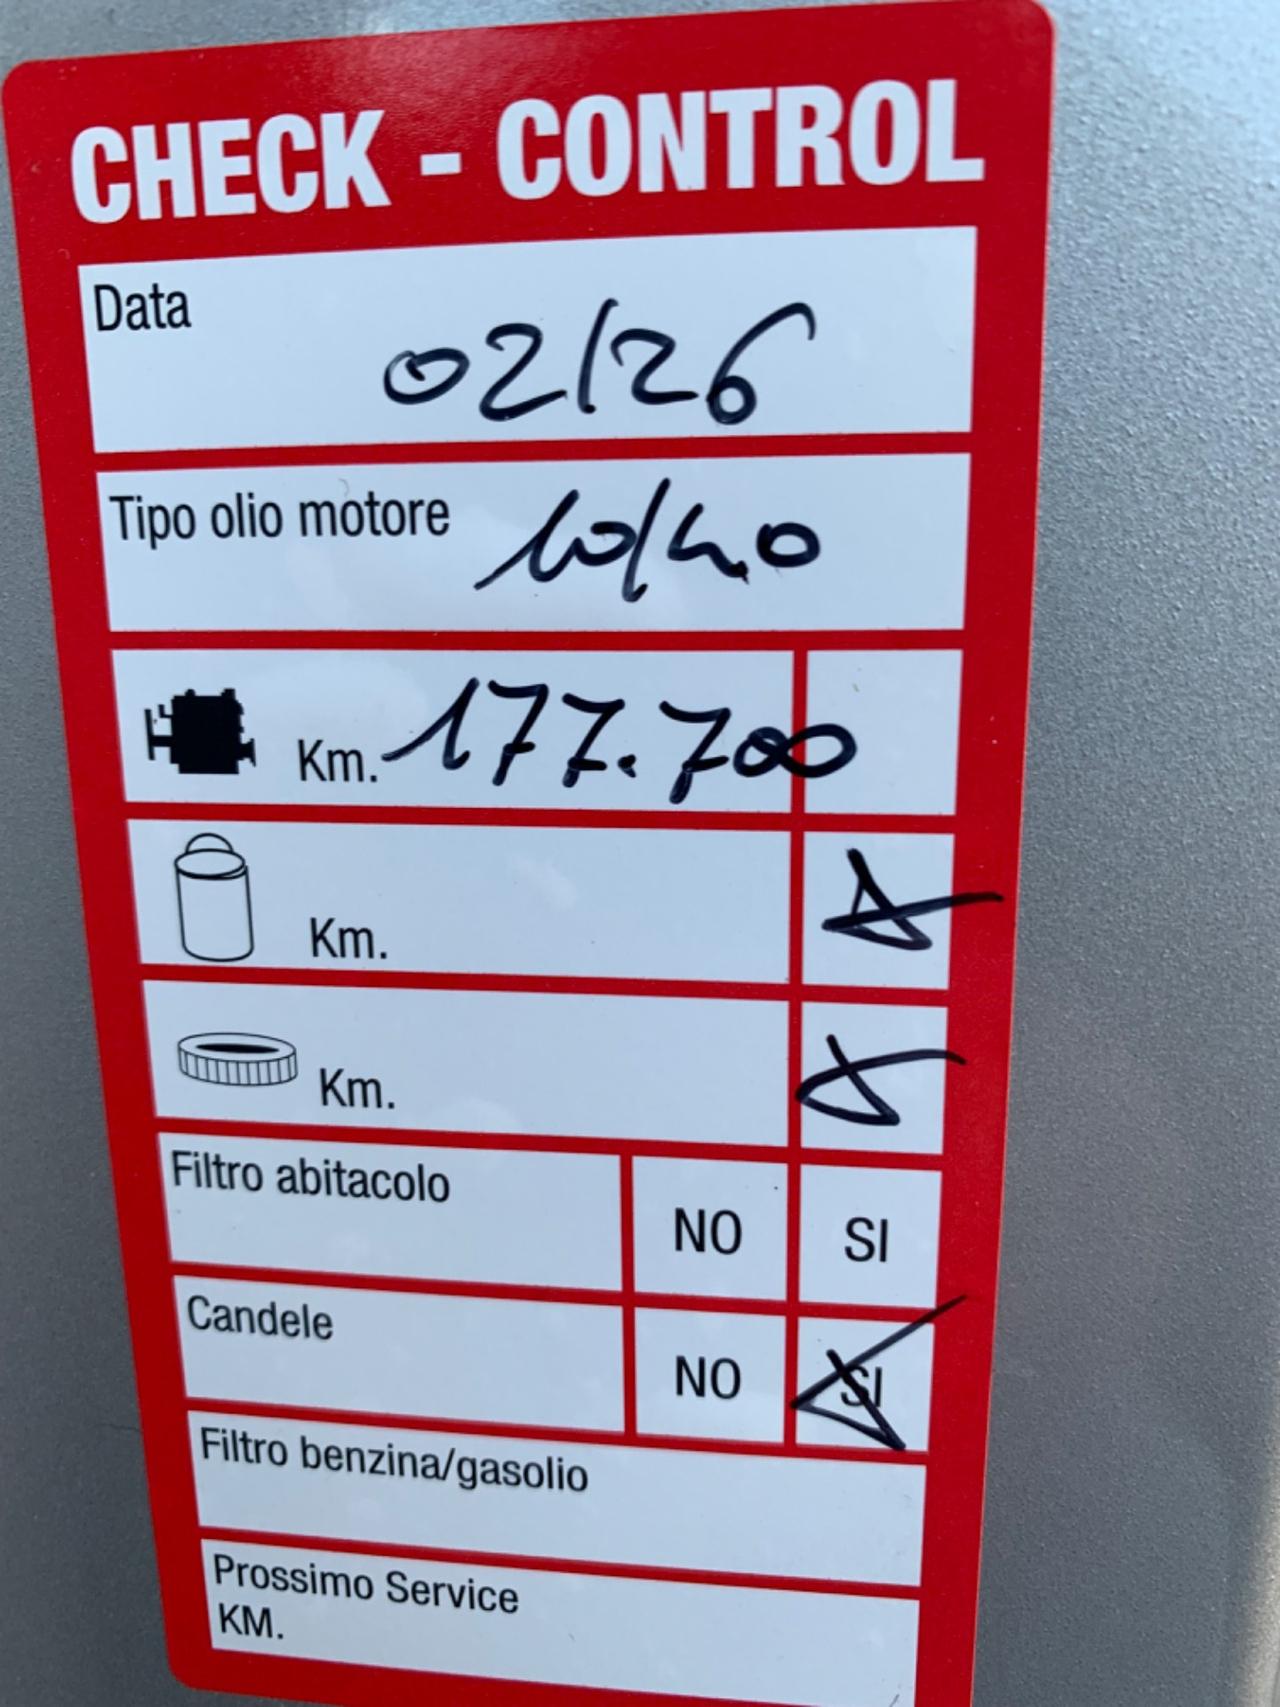 CHECK - CONTROL
Data 02/26
Tipo olio motore 10/40
Km. 177.700
Km.
Km.
Filtro abitacolo NO SI
Candele NO SI
Filtro benzina/gasolio
Prossimo Service
KM.